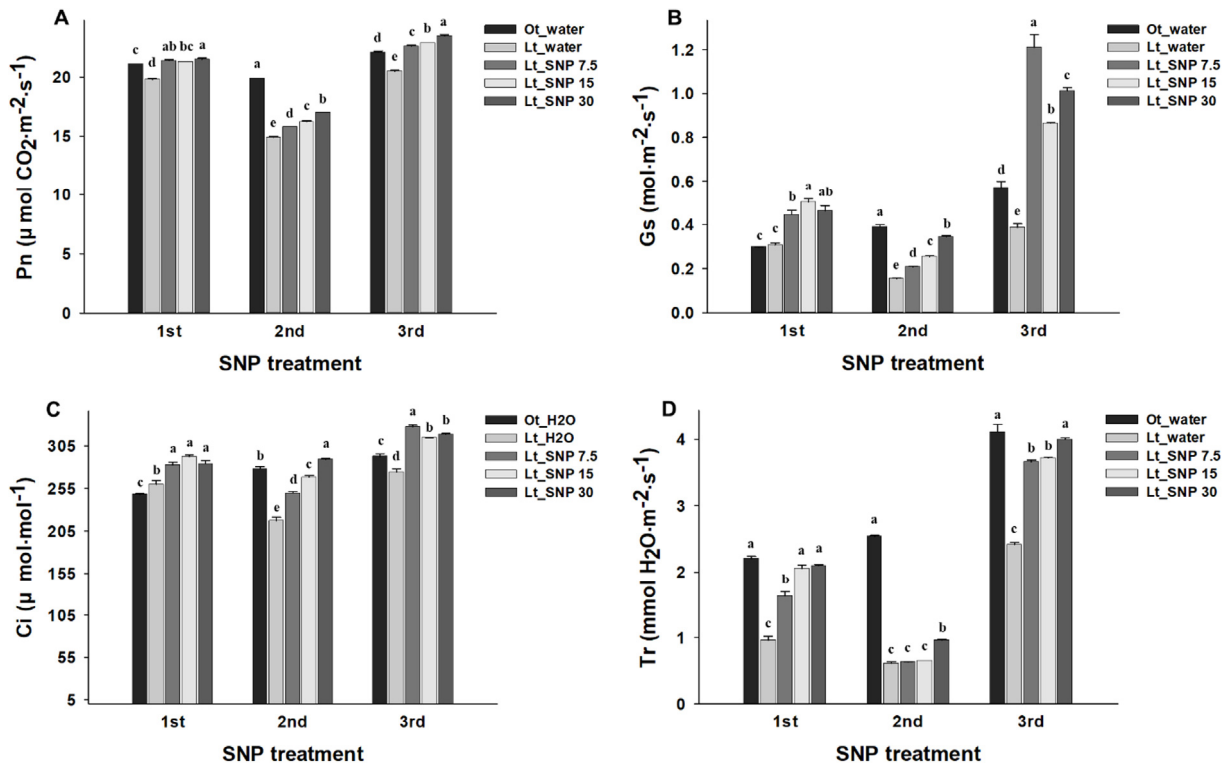 A
Pn (µ mol CO₂·m⁻²·s⁻¹)
20
15
10
5
0
c d ab bc a
a e d c b
d e c b a
Ot_water
Lt_water
Lt_SNP 7.5
Lt_SNP 15
Lt_SNP 30
1st 2nd 3rd
SNP treatment
B
Gs (mol·m⁻²·s⁻¹)
1.2
1.0
0.8
0.6
0.4
0.2
0.0
c c b a ab
a e d c b
d e a b c
Ot_water
Lt_water
Lt_SNP 7.5
Lt_SNP 15
Lt_SNP 30
1st 2nd 3rd
SNP treatment
C
Ci (µ mol·mol⁻¹)
305
255
205
155
105
55
5
c b a a a
b e d c a
c d a b b
Ot_H2O
Lt_H2O
Lt_SNP 7.5
Lt_SNP 15
Lt_SNP 30
1st 2nd 3rd
SNP treatment
D
Tr (mmol H₂O·m⁻²·s⁻¹)
4
3
2
1
0
a c b a a
a c c c b
a c b b a
Ot_water
Lt_water
Lt_SNP 7.5
Lt_SNP 15
Lt_SNP 30
1st 2nd 3rd
SNP treatment